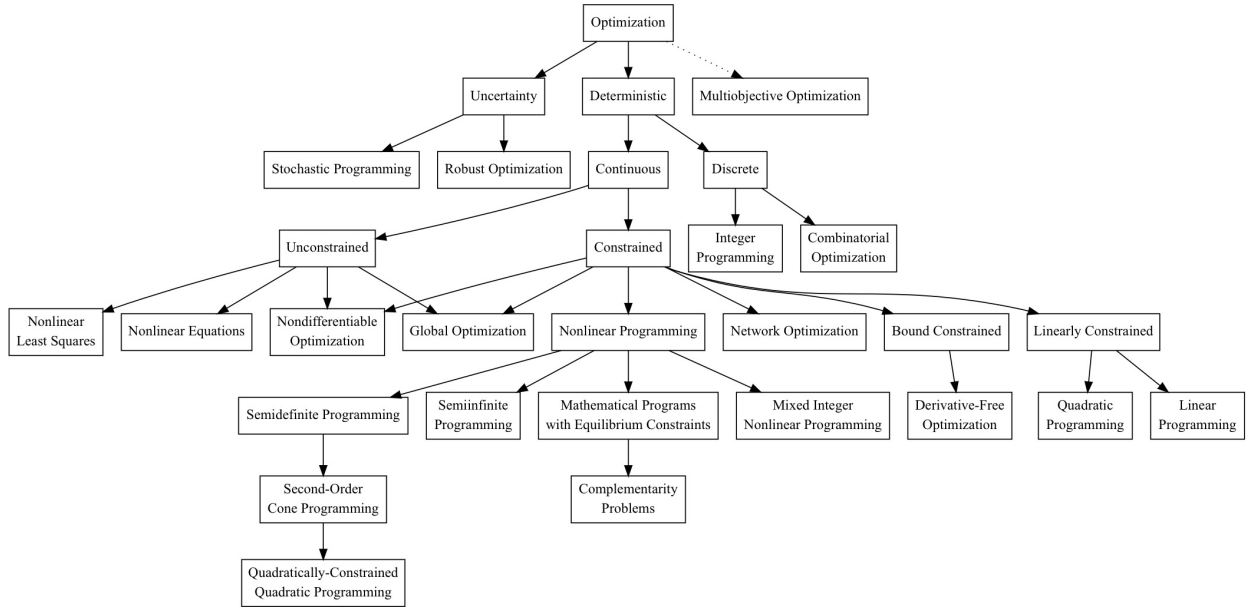 Optimization
Uncertainty
Deterministic
Multiobjective Optimization
Stochastic Programming
Robust Optimization
Continuous
Discrete
Unconstrained
Constrained
Integer
Programming
Combinatorial
Optimization
Nonlinear
Least Squares
Nonlinear Equations
Nondifferentiable
Optimization
Global Optimization
Nonlinear Programming
Network Optimization
Bound Constrained
Linearly Constrained
Semidefinite Programming
Semiinfinite
Programming
Mathematical Programs
with Equilibrium Constraints
Mixed Integer
Nonlinear Programming
Derivative-Free
Optimization
Quadratic
Programming
Linear
Programming
Second-Order
Cone Programming
Complementarity
Problems
Quadratically-Constrained
Quadratic Programming